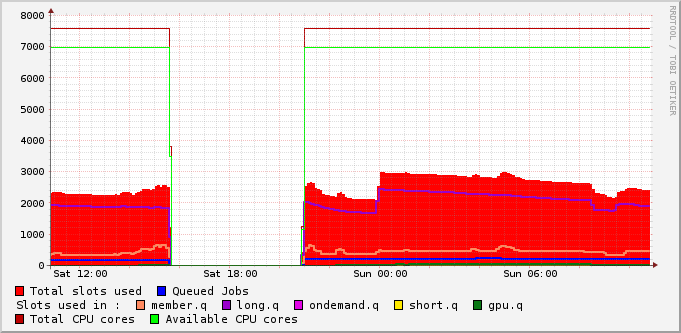 8000
7000
6000
5000
4000
3000
2000
1000
0
Sat 12:00 Sat 18:00 Sun 00:00 Sun 06:00
RRDTOOL / TOBI OETIKER
Total slots used Queued Jobs
Slots used in : member.q long.q ondemand.q short.q gpu.q
Total CPU cores Available CPU cores